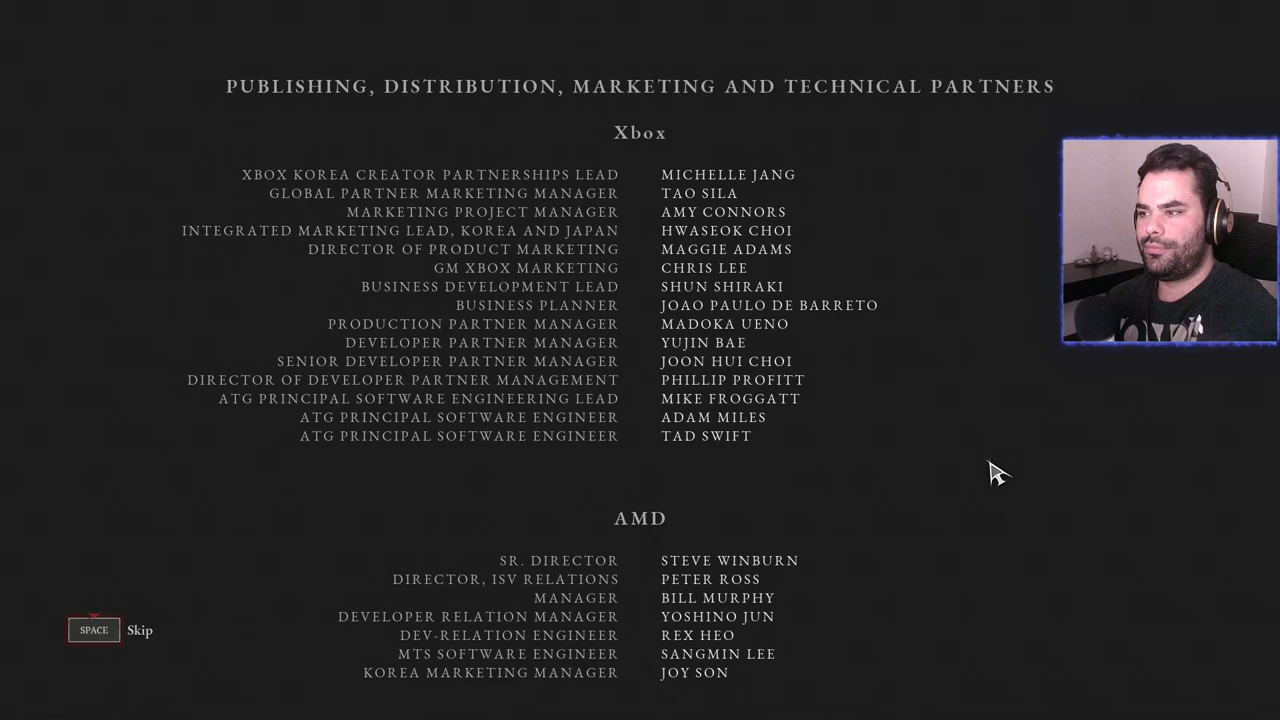 PUBLISHING, DISTRIBUTION, MARKETING AND TECHNICAL PARTNERS
Xbox
XBOX KOREA CREATOR PARTNERSHIPS LEAD MICHELLE JANG
GLOBAL PARTNER MARKETING MANAGER TAO SILA
MARKETING PROJECT MANAGER AMY CONNORS
INTEGRATED MARKETING LEAD, KOREA AND JAPAN HWASEOK CHOI
DIRECTOR OF PRODUCT MARKETING MAGGIE ADAMS
GM XBOX MARKETING CHRIS LEE
BUSINESS DEVELOPMENT LEAD SHUN SHIRAKI
BUSINESS PLANNER JOAO PAULO DE BARRETO
PRODUCTION PARTNER MANAGER MADOKA UENO
DEVELOPER PARTNER MANAGER YUJIN BAE
SENIOR DEVELOPER PARTNER MANAGER JOON HUI CHOI
DIRECTOR OF DEVELOPER PARTNER MANAGEMENT PHILLIP PROFITT
ATG PRINCIPAL SOFTWARE ENGINEERING LEAD MIKE FROGGATT
ATG PRINCIPAL SOFTWARE ENGINEER ADAM MILES
ATG PRINCIPAL SOFTWARE ENGINEER TAD SWIFT
AMD
SR. DIRECTOR STEVE WINBURN
DIRECTOR, ISV RELATIONS PETER ROSS
MANAGER BILL MURPHY
DEVELOPER RELATION MANAGER YOSHINO JUN
DEV-RELATION ENGINEER REX HEO
MTS SOFTWARE ENGINEER SANGMIN LEE
KOREA MARKETING MANAGER JOY SON
SPACE Skip